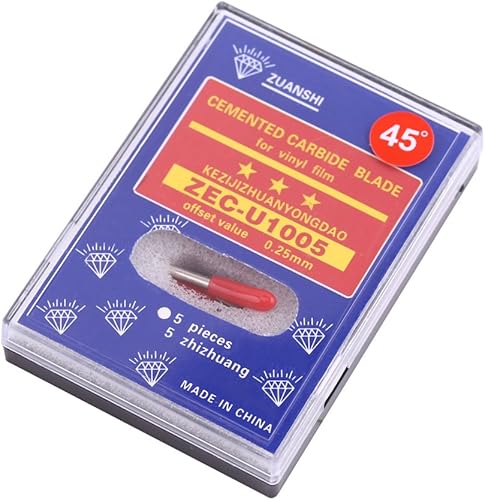 ZUANSHI
45°
CEMENTED CARBIDE BLADE
for vinyl film
KEZIJIZHUANYONGDAO
ZEC-U1005
offset value 0.25mm
5 pieces
5 zhizhuang
MADE IN CHINA